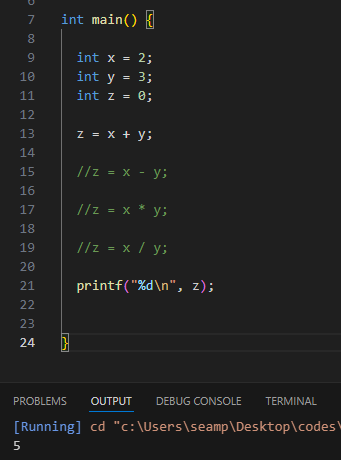 6
7 int main() {
8
9 int x = 2;
10 int y = 3;
11 int z = 0;
12
13 z = x + y;
14
15 //z = x - y;
16
17 //z = x * y;
18
19 //z = x / y;
20
21 printf("%d\n", z);
22
23
24 }
PROBLEMS OUTPUT DEBUG CONSOLE TERMINAL
[Running] cd "c:\Users\seamp\Desktop\codes\
5